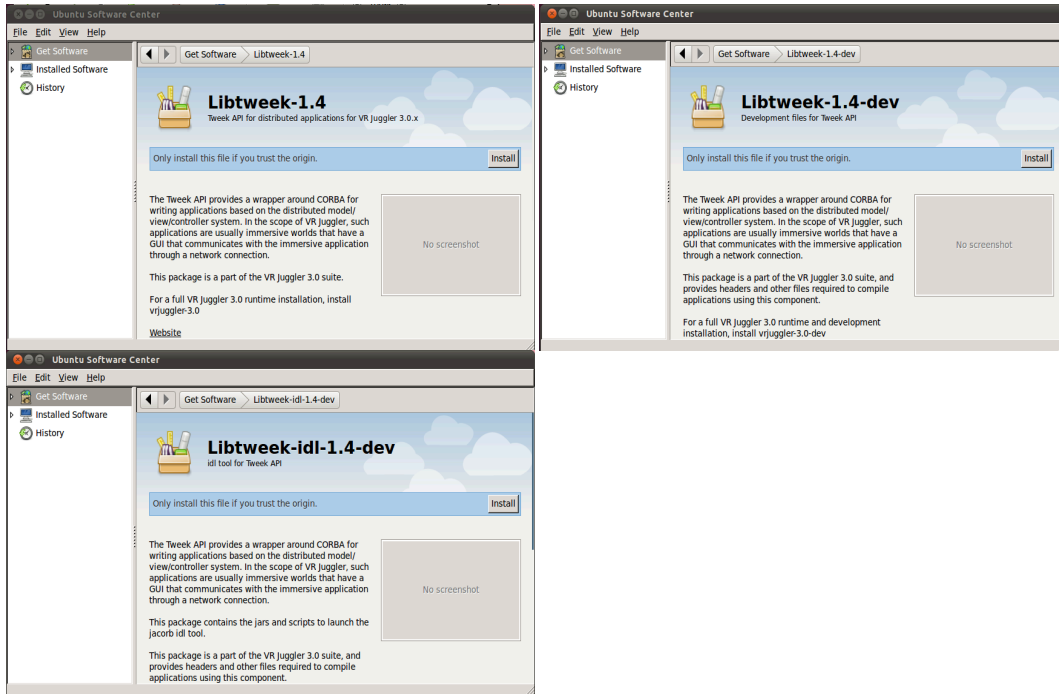 Ubuntu Software Center
File Edit View Help
Get Software
Installed Software
History
Get Software Libtweek-1.4
Libtweek-1.4
Tweek API for distributed applications for VR Juggler 3.0.x
Only install this file if you trust the origin.
Install
The Tweek API provides a wrapper around CORBA for
writing applications based on the distributed model/
view/controller system. In the scope of VR Juggler, such
applications are usually immersive worlds that have a
GUI that communicates with the immersive application
through a network connection.
This package is a part of the VR Juggler 3.0 suite.
For a full VR Juggler 3.0 runtime installation, install
vrjuggler-3.0
Website
No screenshot
Ubuntu Software Center
File Edit View Help
Get Software
Installed Software
History
Get Software Libtweek-1.4-dev
Libtweek-1.4-dev
Development files for Tweek API
Only install this file if you trust the origin.
Install
The Tweek API provides a wrapper around CORBA for
writing applications based on the distributed model/
view/controller system. In the scope of VR Juggler, such
applications are usually immersive worlds that have a
GUI that communicates with the immersive application
through a network connection.
This package is a part of the VR Juggler 3.0 suite, and
provides headers and other files required to compile
applications using this component.
For a full VR Juggler 3.0 runtime and development
installation, install vrjuggler-3.0-dev
No screenshot
Ubuntu Software Center
File Edit View Help
Get Software
Installed Software
History
Get Software Libtweek-idl-1.4-dev
Libtweek-idl-1.4-dev
idl tool for Tweek API
Only install this file if you trust the origin.
Install
The Tweek API provides a wrapper around CORBA for
writing applications based on the distributed model/
view/controller system. In the scope of VR Juggler, such
applications are usually immersive worlds that have a
GUI that communicates with the immersive application
through a network connection.
This package contains the jars and scripts to launch the
jacorb idl tool.
This package is a part of the VR Juggler 3.0 suite, and
provides headers and other files required to compile
applications using this component.
No screenshot